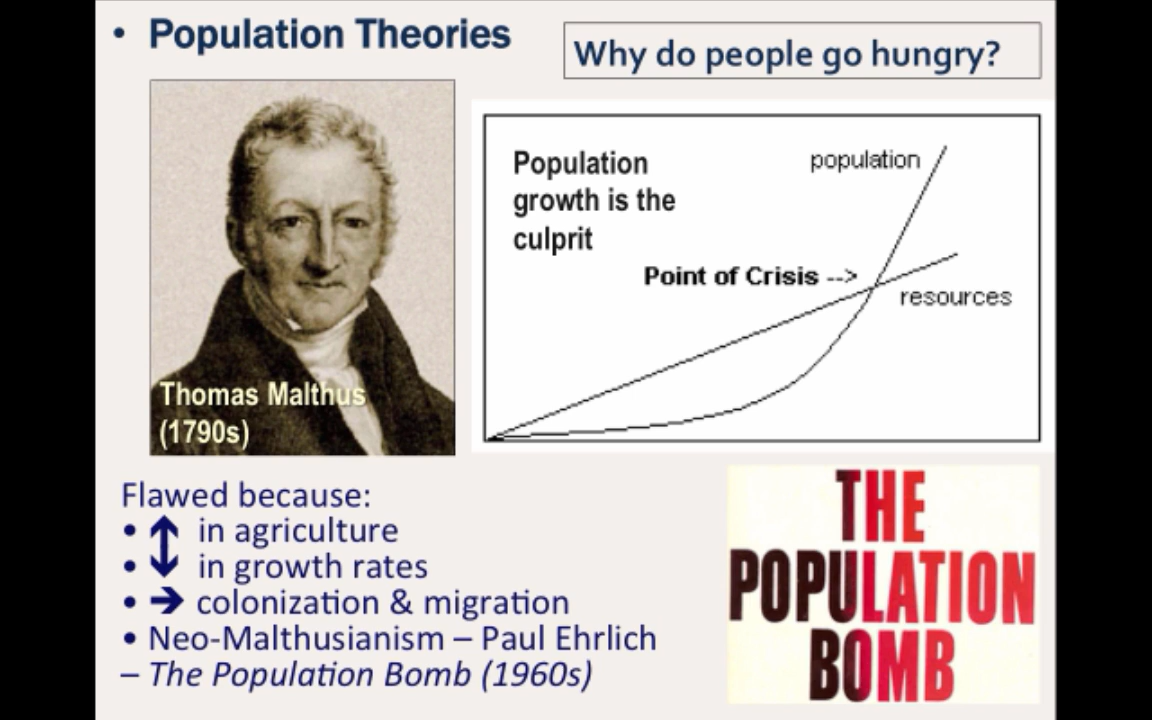 • Population Theories
Why do people go hungry?
Thomas Malthus
(1790s)
Population
growth is the
culprit
population
Point of Crisis -->
resources
Flawed because:
• ↑ in agriculture
• ↓ in growth rates
• → colonization & migration
• Neo-Malthusianism – Paul Ehrlich
– The Population Bomb (1960s)
THE
POPULATION
BOMB